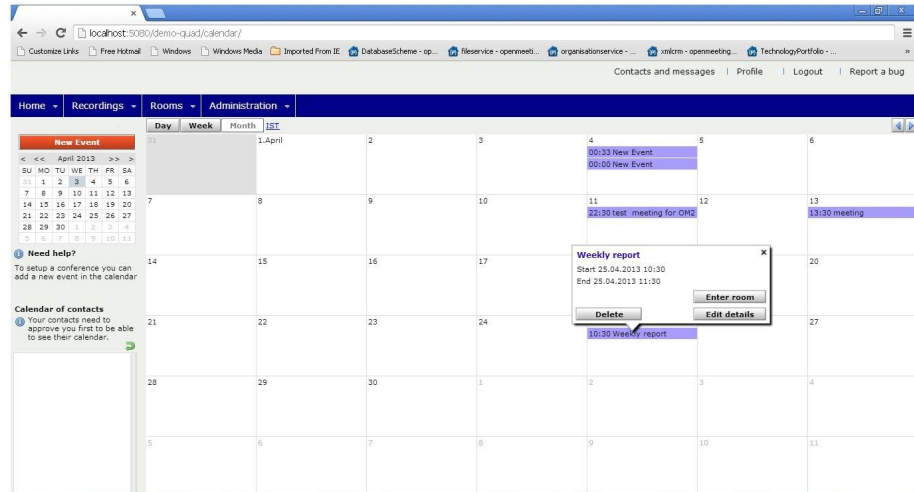 localhost:5080/demo-quad/calendar/
Customize Links Free Hotmail Windows Windows Media Imported From IE DatabaseScheme - op... fileservice - openmeeti... organisationservice - ... xmlcrm - openmeeting... TechnologyPortfolio - ... »
Contacts and messages | Profile | Logout | Report a bug
Home Recordings Rooms Administration
Day Week Month IST
New Event
< << April 2013 >> >
SU MO TU WE TH FR SA
31 1 2 3 4 5 6
7 8 9 10 11 12 13
14 15 16 17 18 19 20
21 22 23 24 25 26 27
28 29 30 1 2 3 4
5 6 7 8 9 10 11
Need help?
To setup a conference you can
add a new event in the calendar
Calendar of contacts
Your contacts need to
approve you first to be able
to see their calendar.
31 1.April 2 3 4 5 6
00:33 New Event
00:00 New Event
7 8 9 10 11 12 13
22:30 test meeting for OM2 13:30 meeting
14 15 16 17 20
Weekly report x
Start 25.04.2013 10:30
End 25.04.2013 11:30
Enter room
Delete Edit details
21 22 23 24 27
10:30 Weekly report
28 29 30 1 2 3 4
5 6 7 8 9 10 11